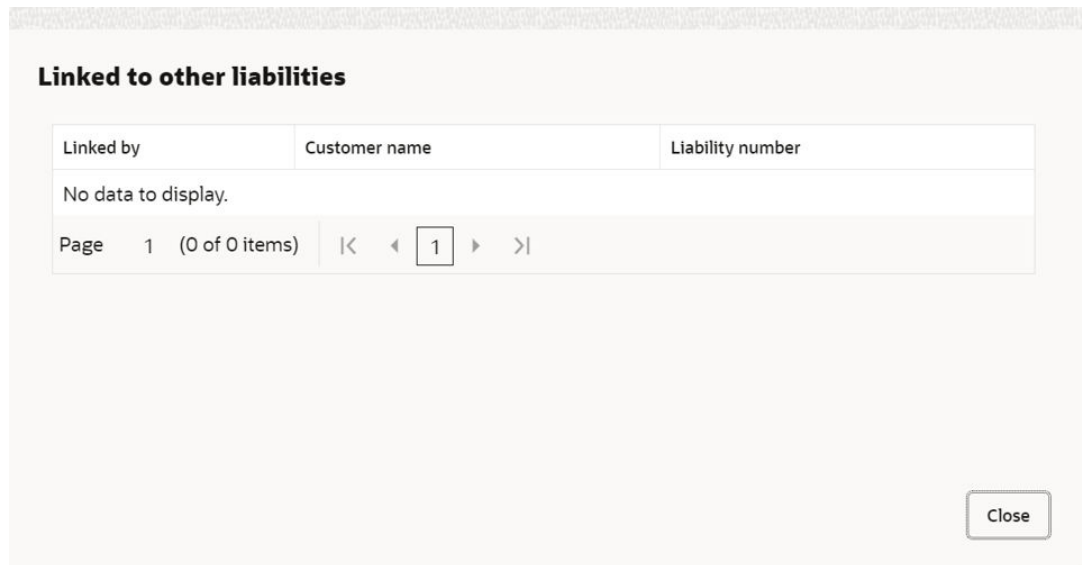 Linked to other liabilities
Linked by Customer name Liability number
No data to display.
Page 1 (0 of 0 items) 1
Close